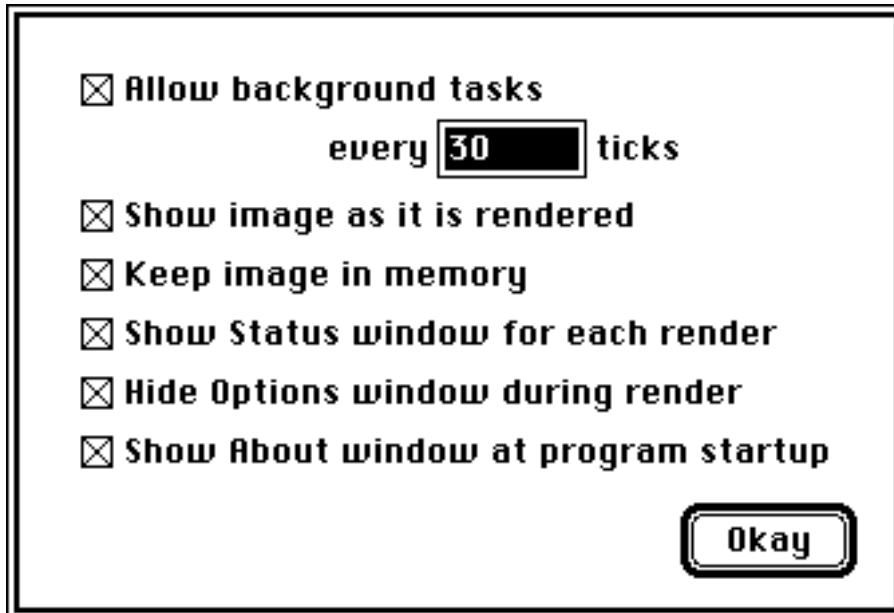 Allow background tasks
every 30 ticks
Show image as it is rendered
Keep image in memory
Show Status window for each render
Hide Options window during render
Show About window at program startup
Okay